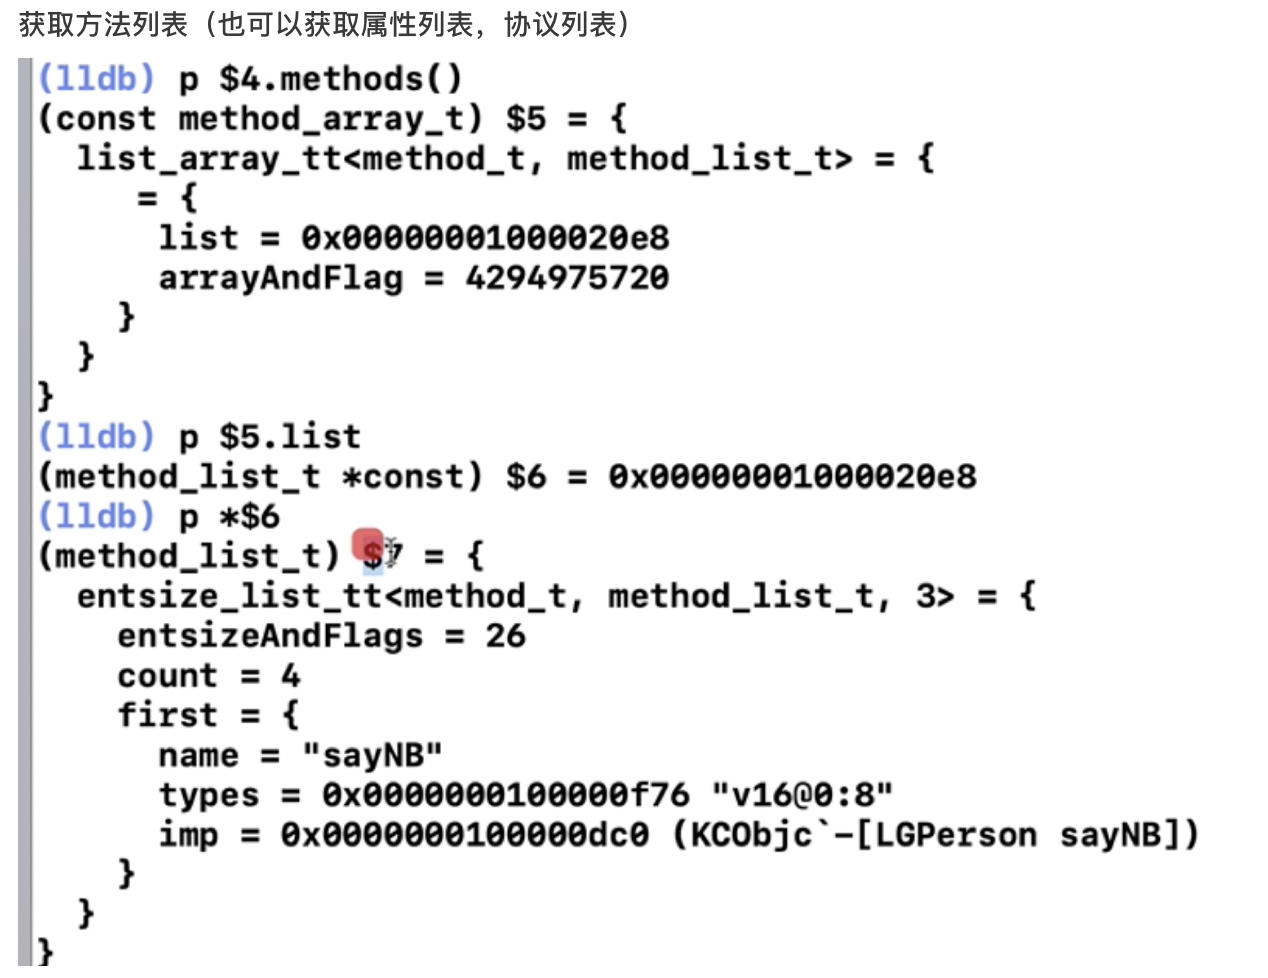 获取方法列表（也可以获取属性列表，协议列表）
(lldb) p $4.methods()
(const method_array_t) $5 = {
  list_array_tt<method_t, method_list_t> = {
     = {
      list = 0x00000001000020e8
      arrayAndFlag = 4294975720
    }
  }
}
(lldb) p $5.list
(method_list_t *const) $6 = 0x00000001000020e8
(lldb) p *$6
(method_list_t) $7 = {
  entsize_list_tt<method_t, method_list_t, 3> = {
    entsizeAndFlags = 26
    count = 4
    first = {
      name = "sayNB"
      types = 0x0000000100000f76 "v16@0:8"
      imp = 0x0000000100000dc0 (KCObjc`-[LGPerson sayNB])
    }
  }
}